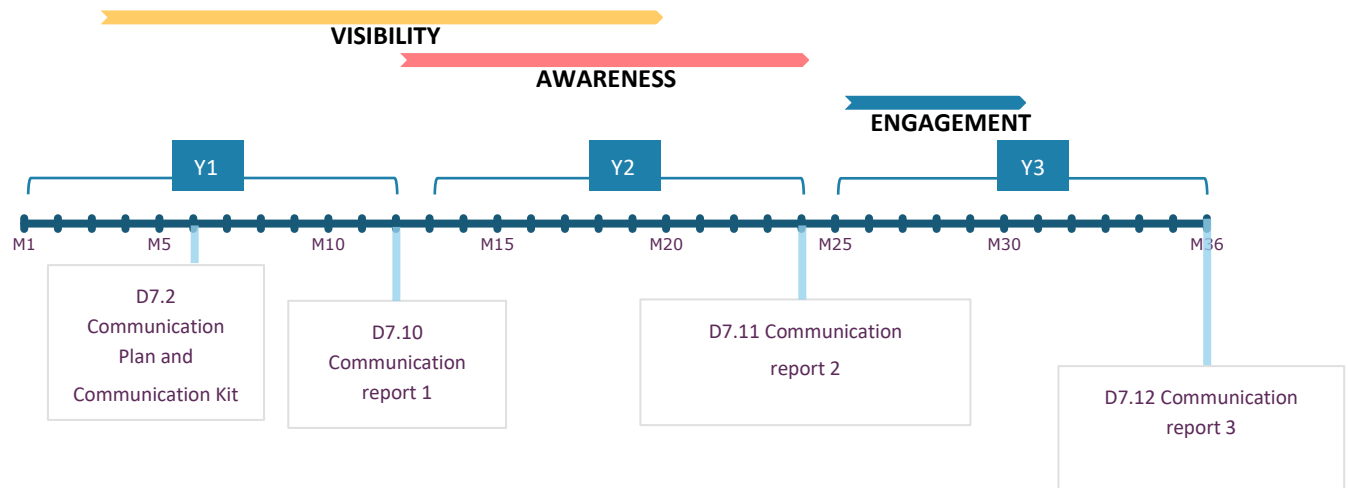 VISIBILITY
AWARENESS
ENGAGEMENT
Y1
Y2
Y3
M1
M5
M10
M15
M20
M25
M30
M36
D7.2
Communication
Plan and
Communication Kit
D7.10
Communication
report 1
D7.11 Communication
report 2
D7.12 Communication
report 3